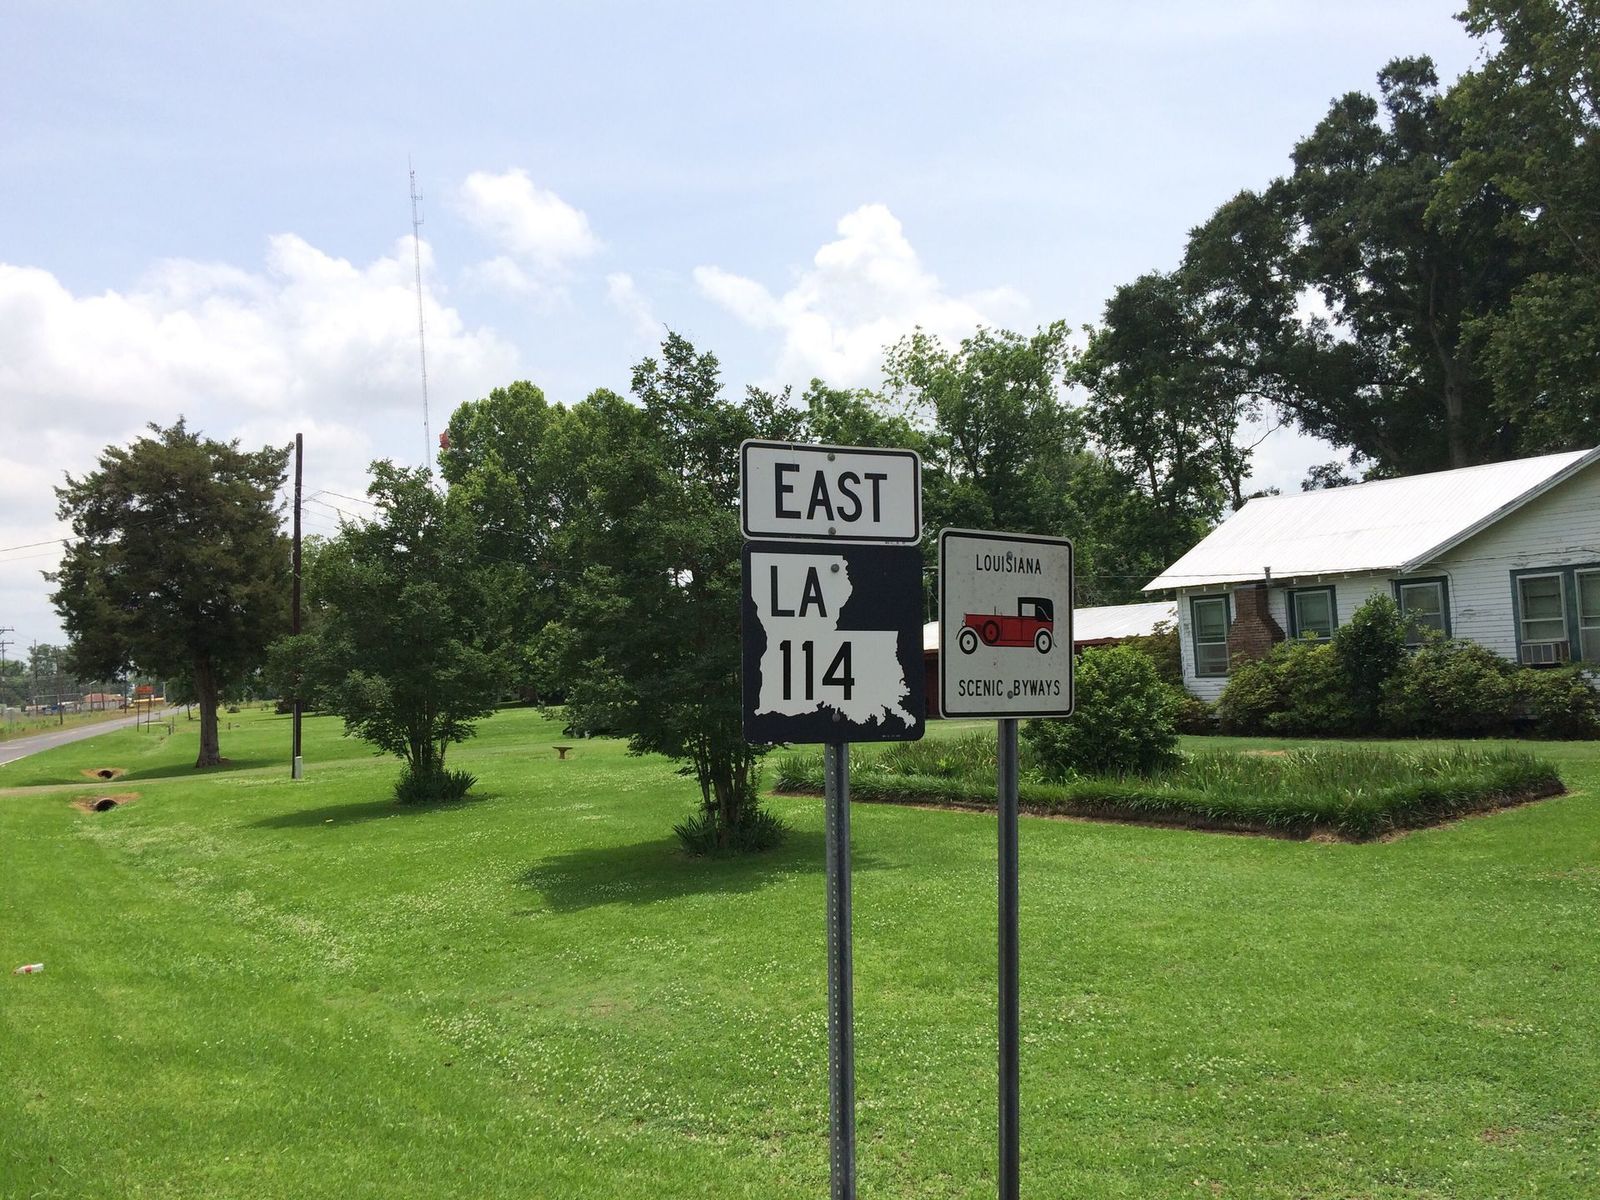 EAST
LA
114
LOUISIANA
SCENIC BYWAYS